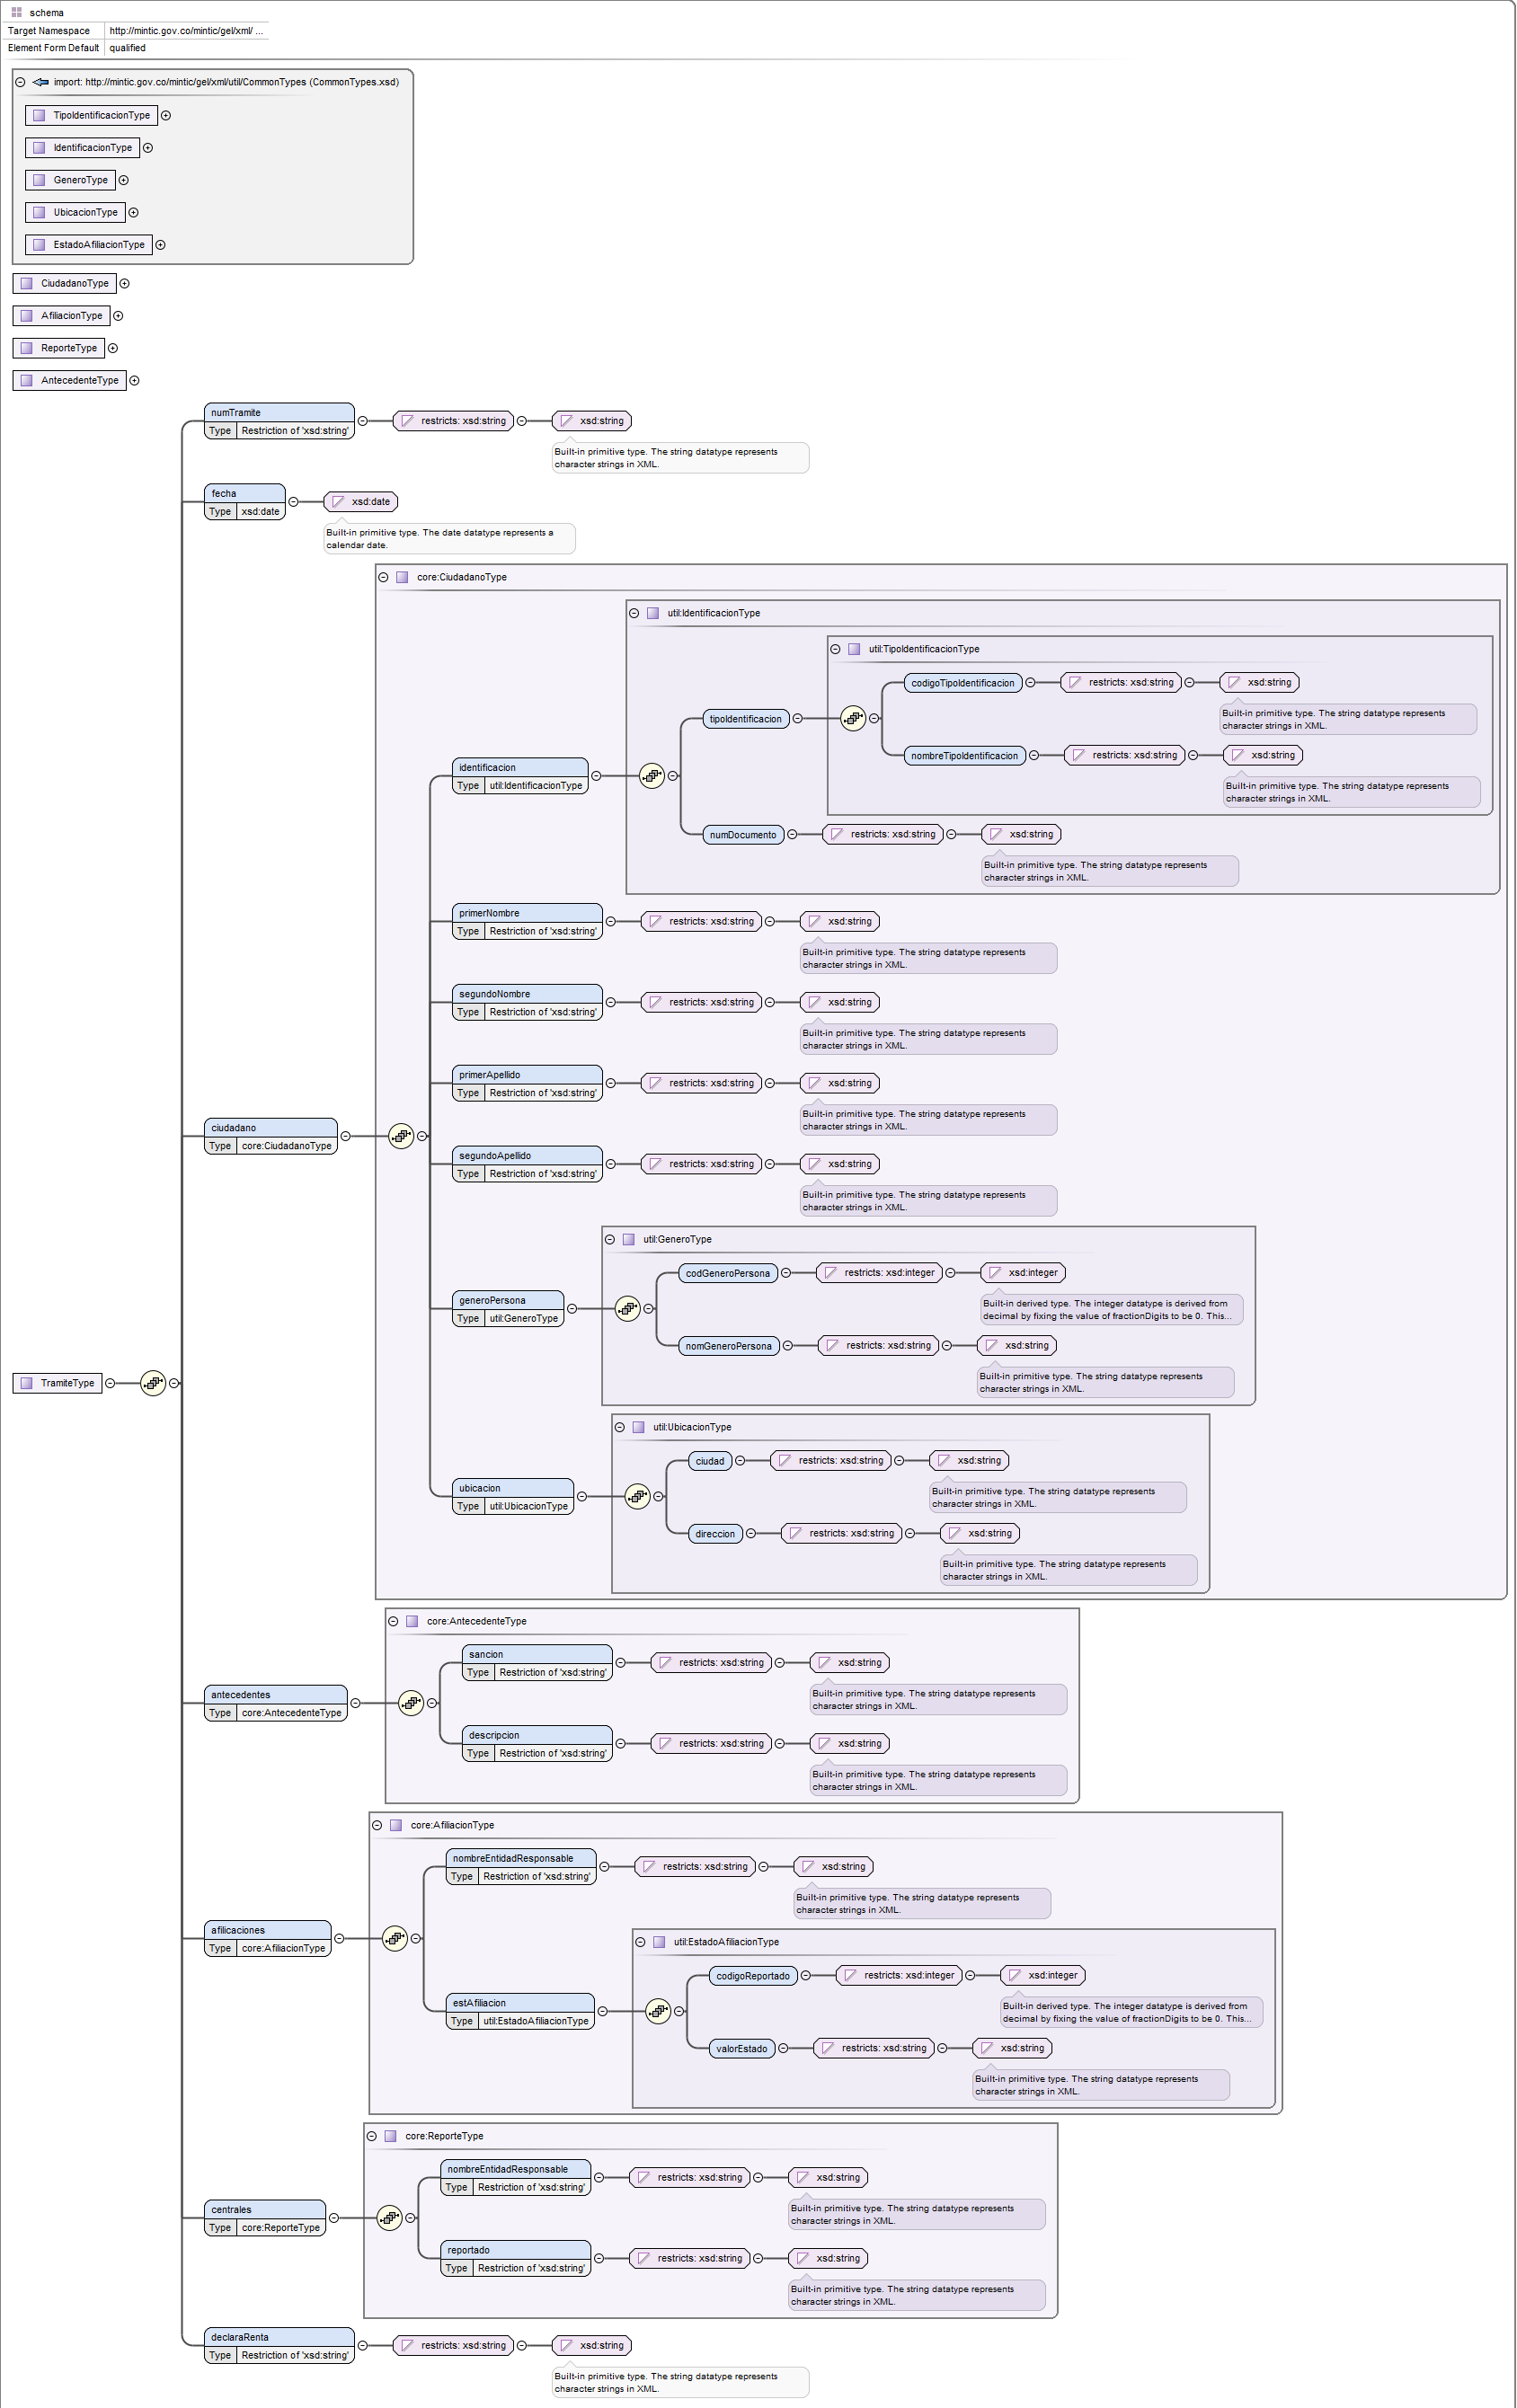 schema
Target Namespace http://mintic.gov.co/mintic/gel/xml/ ...
Element Form Default qualified
import: http://mintic.gov.co/mintic/gel/xml/util/CommonTypes (CommonTypes.xsd)
TipoIdentificacionType
IdentificacionType
GeneroType
UbicacionType
EstadoAfiliacionType
CiudadanoType
AfiliacionType
ReporteType
AntecedenteType
TramiteType
numTramite
Type Restriction of 'xsd:string'
restricts: xsd:string
xsd:string
Built-in primitive type. The string datatype represents
character strings in XML.
fecha
Type xsd:date
xsd:date
Built-in primitive type. The date datatype represents a
calendar date.
ciudadano
Type core:CiudadanoType
core:CiudadanoType
identificacion
Type util:IdentificacionType
util:IdentificacionType
tipoIdentificacion
util:TipoIdentificacionType
codigoTipoIdentificacion
restricts: xsd:string
xsd:string
Built-in primitive type. The string datatype represents
character strings in XML.
nombreTipoIdentificacion
restricts: xsd:string
xsd:string
Built-in primitive type. The string datatype represents
character strings in XML.
numDocumento
restricts: xsd:string
xsd:string
Built-in primitive type. The string datatype represents
character strings in XML.
primerNombre
Type Restriction of 'xsd:string'
restricts: xsd:string
xsd:string
Built-in primitive type. The string datatype represents
character strings in XML.
segundoNombre
Type Restriction of 'xsd:string'
restricts: xsd:string
xsd:string
Built-in primitive type. The string datatype represents
character strings in XML.
primerApellido
Type Restriction of 'xsd:string'
restricts: xsd:string
xsd:string
Built-in primitive type. The string datatype represents
character strings in XML.
segundoApellido
Type Restriction of 'xsd:string'
restricts: xsd:string
xsd:string
Built-in primitive type. The string datatype represents
character strings in XML.
generoPersona
Type util:GeneroType
util:GeneroType
codGeneroPersona
restricts: xsd:integer
xsd:integer
Built-in derived type. The integer datatype is derived from
decimal by fixing the value of fractionDigits to be 0. This...
nomGeneroPersona
restricts: xsd:string
xsd:string
Built-in primitive type. The string datatype represents
character strings in XML.
ubicacion
Type util:UbicacionType
util:UbicacionType
ciudad
restricts: xsd:string
xsd:string
Built-in primitive type. The string datatype represents
character strings in XML.
direccion
restricts: xsd:string
xsd:string
Built-in primitive type. The string datatype represents
character strings in XML.
antecedentes
Type core:AntecedenteType
core:AntecedenteType
sancion
Type Restriction of 'xsd:string'
restricts: xsd:string
xsd:string
Built-in primitive type. The string datatype represents
character strings in XML.
descripcion
Type Restriction of 'xsd:string'
restricts: xsd:string
xsd:string
Built-in primitive type. The string datatype represents
character strings in XML.
afilicaciones
Type core:AfiliacionType
core:AfiliacionType
nombreEntidadResponsable
Type Restriction of 'xsd:string'
restricts: xsd:string
xsd:string
Built-in primitive type. The string datatype represents
character strings in XML.
estAfiliacion
Type util:EstadoAfiliacionType
util:EstadoAfiliacionType
codigoReportado
restricts: xsd:integer
xsd:integer
Built-in derived type. The integer datatype is derived from
decimal by fixing the value of fractionDigits to be 0. This...
valorEstado
restricts: xsd:string
xsd:string
Built-in primitive type. The string datatype represents
character strings in XML.
centrales
Type core:ReporteType
core:ReporteType
nombreEntidadResponsable
Type Restriction of 'xsd:string'
restricts: xsd:string
xsd:string
Built-in primitive type. The string datatype represents
character strings in XML.
reportado
Type Restriction of 'xsd:string'
restricts: xsd:string
xsd:string
Built-in primitive type. The string datatype represents
character strings in XML.
declaraRenta
Type Restriction of 'xsd:string'
restricts: xsd:string
xsd:string
Built-in primitive type. The string datatype represents
character strings in XML.